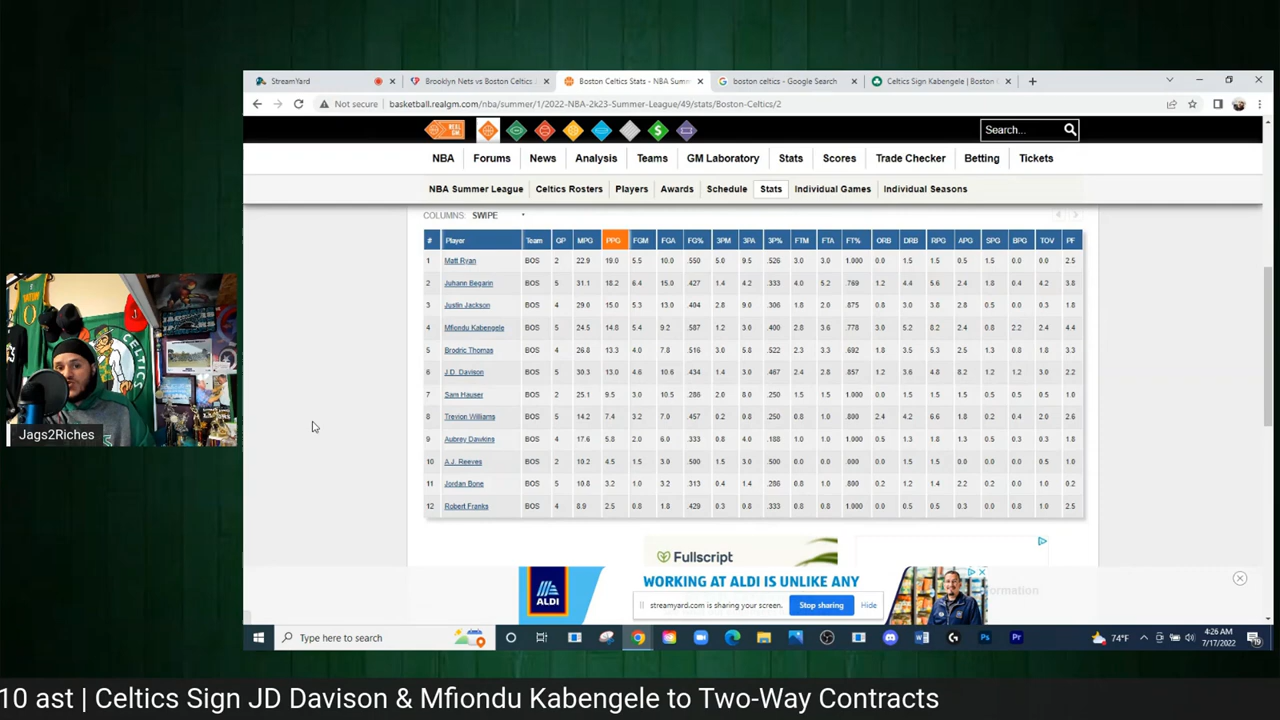 StreamYard
Brooklyn Nets vs Boston Celtics
Boston Celtics Stats - NBA Summ
boston celtics - Google Search
Celtics Sign Kabengele | Boston
Not secure basketball.realgm.com/nba/summer/1/2022-NBA-2k23-Summer-League/49/stats/Boston-Celtics/2
REAL GM
Search...
NBA Forums News Analysis Teams GM Laboratory Stats Scores Trade Checker Betting Tickets
NBA Summer League Celtics Rosters Players Awards Schedule Stats Individual Games Individual Seasons
COLUMNS: SWIPE
# Player Team GP MPG PPG FGM FGA FG% 3PM 3PA 3P% FTM FTA FT% ORB DRB RPG APG SPG BPG TOV PF
1 Matt Ryan BOS 2 22.9 19.0 5.5 10.0 .550 5.0 9.5 .526 3.0 3.0 1.000 0.0 1.5 1.5 0.5 1.5 0.0 0.0 2.5
2 Juhann Begarin BOS 5 31.1 18.2 6.4 15.0 .427 1.4 4.2 .333 4.0 5.2 .769 1.2 4.4 5.6 2.4 1.8 0.4 4.2 3.8
3 Justin Jackson BOS 4 29.0 15.0 5.3 13.0 .404 2.8 9.0 .306 1.8 2.0 .875 0.8 3.0 3.8 2.8 0.5 0.0 0.3 1.8
4 Mfiondu Kabengele BOS 5 24.5 14.8 5.4 9.2 .587 1.2 3.0 .400 2.8 3.6 .778 3.0 5.2 8.2 2.4 0.8 2.2 2.4 4.4
5 Brodric Thomas BOS 4 26.8 13.3 4.0 7.8 .516 3.0 5.8 .522 2.3 3.3 .692 1.8 3.5 5.3 2.5 1.3 0.8 1.8 3.3
6 J.D. Davison BOS 5 30.3 13.0 4.6 10.6 .434 1.4 3.0 .467 2.4 2.8 .857 1.2 3.6 4.8 8.2 1.2 1.2 3.0 2.2
7 Sam Hauser BOS 2 25.1 9.5 3.0 10.5 .286 2.0 8.0 .250 1.5 1.5 1.000 0.0 4.0 4.0 1.5 0.5 0.5 0.5 1.0
8 Trevion Williams BOS 5 14.2 7.4 3.2 7.0 .457 0.2 0.8 .250 0.8 1.0 .800 2.4 4.2 6.6 1.8 0.2 0.4 2.0 2.6
9 Aubrey Dawkins BOS 4 17.6 5.8 2.0 6.0 .333 0.8 4.0 .188 1.0 1.0 1.000 0.5 1.3 1.8 1.3 0.5 0.3 0.3 1.8
10 A.J. Reeves BOS 2 10.2 4.5 1.5 3.0 .500 1.5 3.0 .500 0.0 0.0 .000 0.0 1.5 1.5 0.0 0.0 0.0 0.5 1.0
11 Jordan Bone BOS 5 10.8 3.2 1.0 3.2 .313 0.4 1.4 .286 0.8 1.0 .800 0.2 1.2 1.4 2.2 0.2 0.0 1.0 0.2
12 Robert Franks BOS 4 8.9 2.5 0.8 1.8 .429 0.3 0.8 .333 0.8 0.8 1.000 0.0 0.5 0.5 0.3 0.0 0.8 1.0 2.5
CELTICS
Jags2Riches
Fullscript
ALDI
WORKING AT ALDI IS UNLIKE ANY
streamyard.com is sharing your screen. Stop sharing Hide
Type here to search
74°F
4:26 AM
7/17/2022
10 ast | Celtics Sign JD Davison & Mfiondu Kabengele to Two-Way Contracts